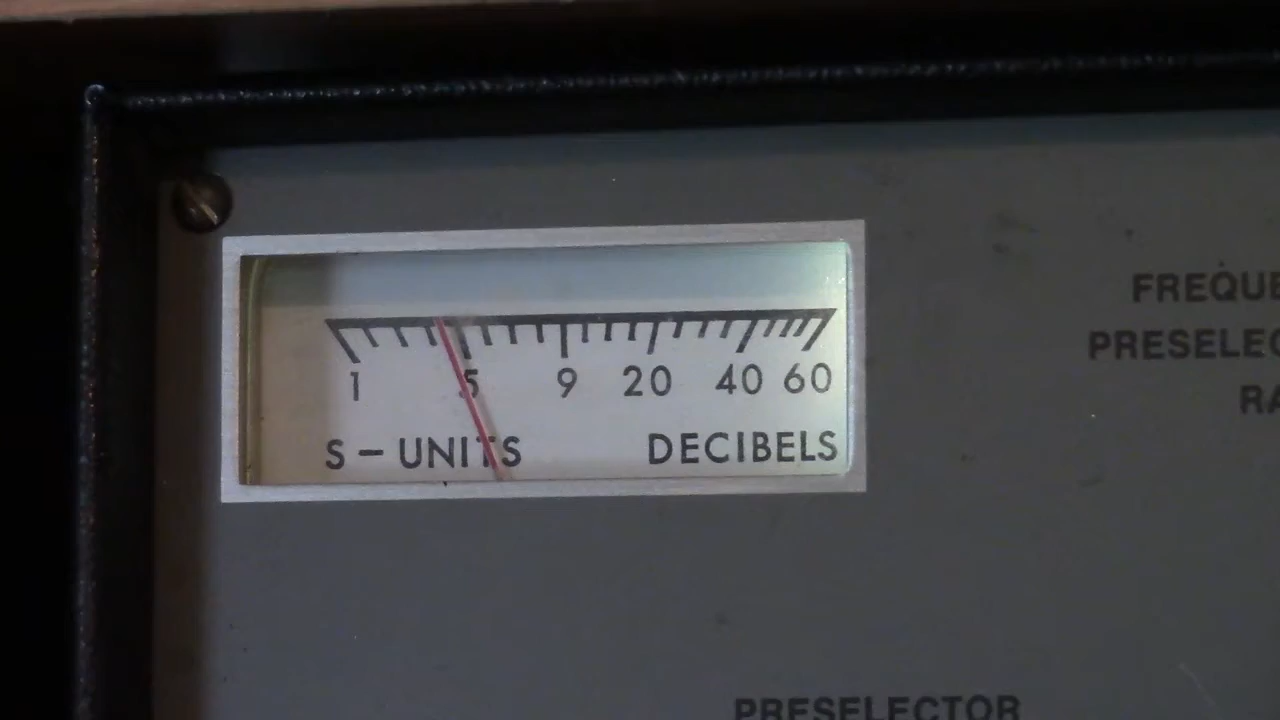 1 5 9 20 40 60
S - UNITS DECIBELS
FREQUE
PRESELEC
RA
PRESELECTOR